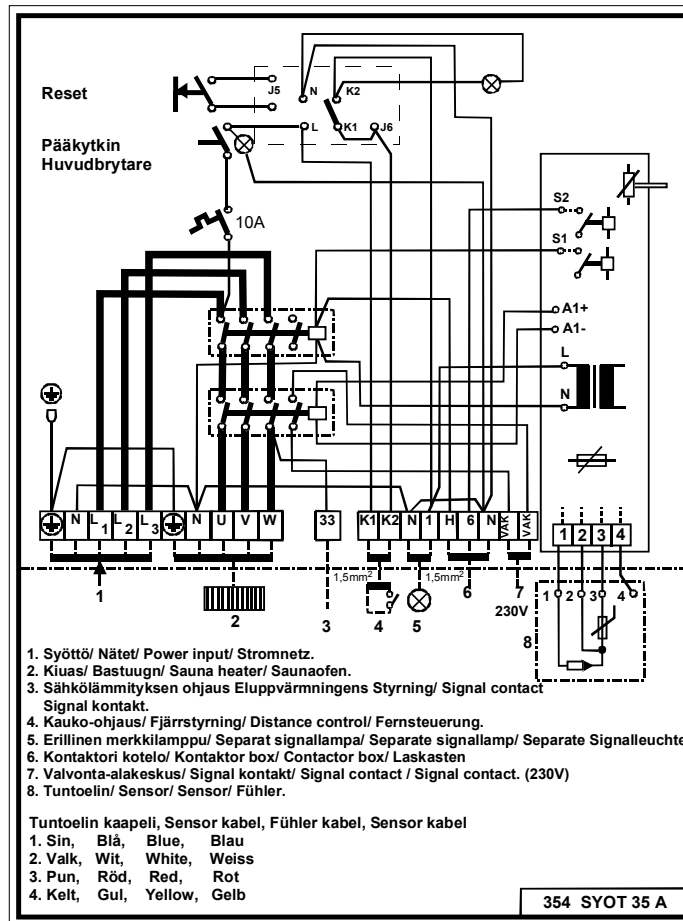 Reset
J5
N
K2
L
K1
J6
Pääkytkin
Huvudbrytare
10A
S2
S1
A1+
A1-
L
N
N L1 L2 L3 N U V W 33 K1 K2 N 1 H 6 N VAK VAK
1 2 3 4
1,5mm² 1,5mm²
1 2 3 4 5 6 7
230V
8
1 2 3 4
1. Syöttö/ Nätet/ Power input/ Stromnetz.
2. Kiuas/ Bastuugn/ Sauna heater/ Saunaofen.
3. Sähkölämmityksen ohjaus Eluppvärmningens Styrning/ Signal contact
Signal kontakt.
4. Kauko-ohjaus/ Fjärrstyrning/ Distance control/ Fernsteuerung.
5. Erillinen merkkilamppu/ Separat signallampa/ Separate signallamp/ Separate Signalleuchte
6. Kontaktori kotelo/ Kontaktor box/ Contactor box/ Laskasten
7. Valvonta-alakeskus/ Signal kontakt/ Signal contact / Signal contact. (230V)
8. Tuntoelin/ Sensor/ Sensor/ Fühler.
Tuntoelin kaapeli, Sensor kabel, Fühler kabel, Sensor kabel
1. Sin, Blå, Blue, Blau
2. Valk, Wit, White, Weiss
3. Pun, Röd, Red, Rot
4. Kelt, Gul, Yellow, Gelb
354 SYOT 35 A